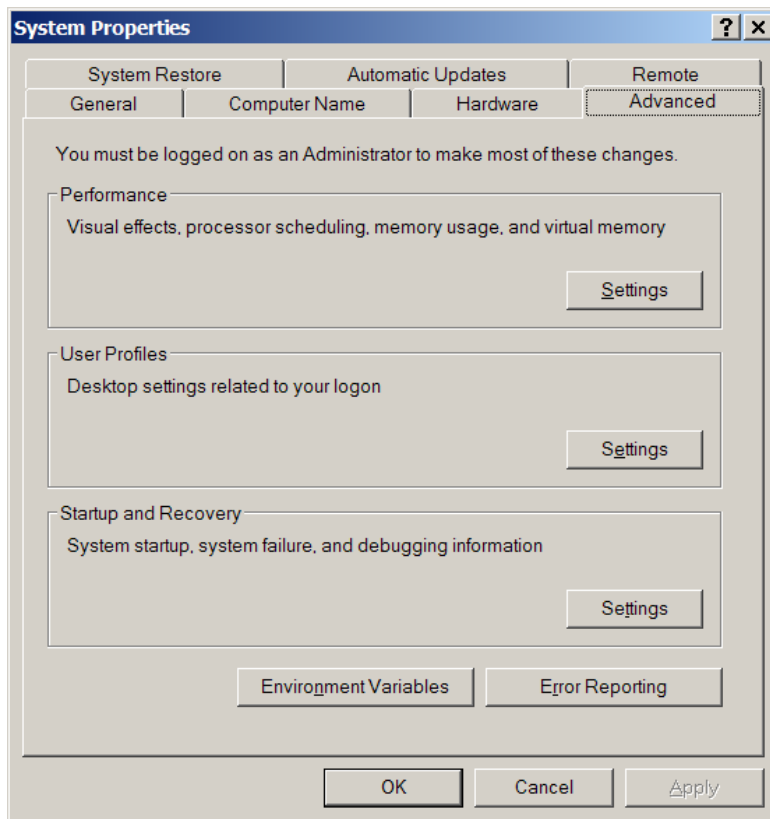 System Properties
? X
System Restore Automatic Updates Remote
General Computer Name Hardware Advanced
You must be logged on as an Administrator to make most of these changes.
Performance
Visual effects, processor scheduling, memory usage, and virtual memory
Settings
User Profiles
Desktop settings related to your logon
Settings
Startup and Recovery
System startup, system failure, and debugging information
Settings
Environment Variables Error Reporting
OK Cancel Apply